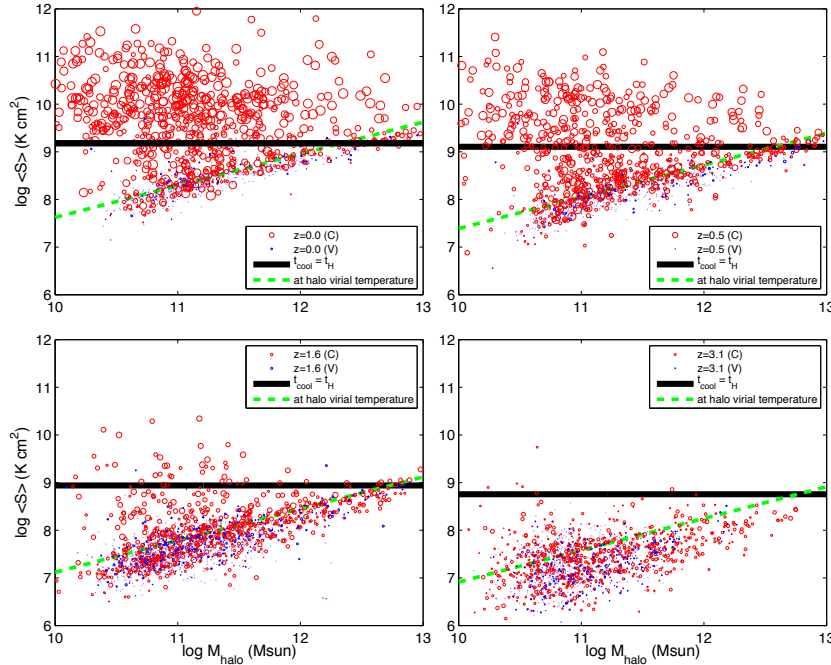 12
11
10
9
8
7
6
log <S> (K cm²)
10
11
12
13
z=0.0 (C)
z=0.0 (V)
t_cool = t_H
at halo virial temperature
12
11
10
9
8
7
6
10
11
12
13
z=0.5 (C)
z=0.5 (V)
t_cool = t_H
at halo virial temperature
12
11
10
9
8
7
6
log <S> (K cm²)
10
11
12
13
log M_halo (Msun)
z=1.6 (C)
z=1.6 (V)
t_cool = t_H
at halo virial temperature
12
11
10
9
8
7
6
10
11
12
13
log M_halo (Msun)
z=3.1 (C)
z=3.1 (V)
t_cool = t_H
at halo virial temperature